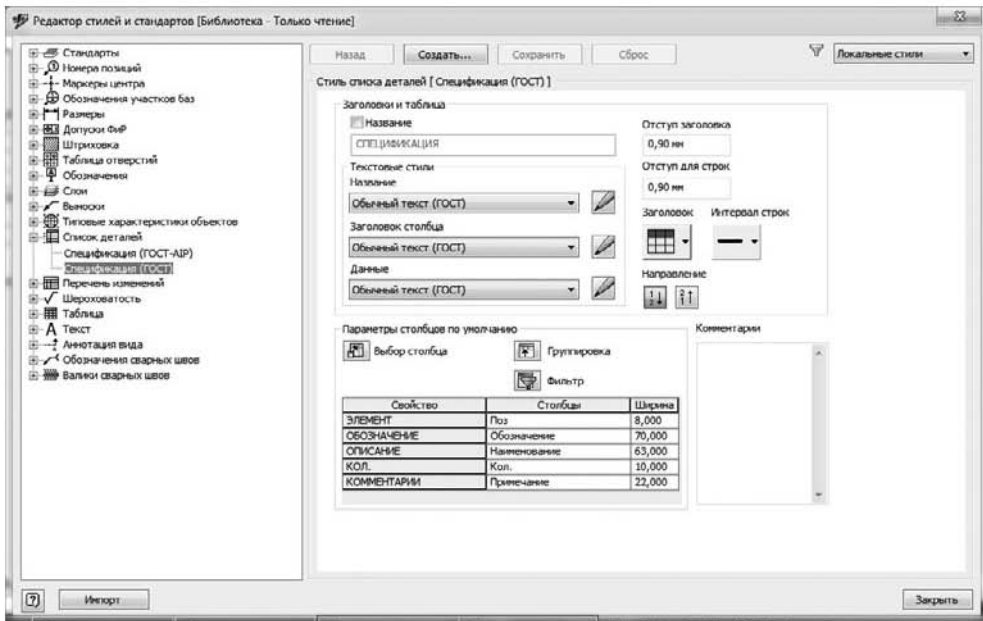 Редактор стилей и стандартов [Библиотека - Только чтение]
Стандарты
Номера позиций
Маркеры центра
Обозначения участков баз
Размеры
Допуски ФиР
Штриховка
Таблица отверстий
Обозначения
Слои
Выноски
Типовые характеристики объектов
Список деталей
Спецификация (ГОСТ-AIP)
Спецификация (ГОСТ)
Перечень изменений
Шероховатость
Таблица
Текст
Аннотация вида
Обозначения сварных швов
Валики сварных швов
Назад Создать... Сохранить Сброс Локальные стили
Стиль списка деталей [ Спецификация (ГОСТ) ]
Заголовки и таблица
Название
СПЕЦИФИКАЦИЯ
Отступ заголовка
0,90 мм
Текстовые стили
Название
Обычный текст (ГОСТ)
Отступ для строк
0,90 мм
Заголовок столбца
Обычный текст (ГОСТ)
Заголовок Интервал строк
Данные
Обычный текст (ГОСТ)
Направление
Параметры столбцов по умолчанию
Выбор столбца Группировка
Фильтр
Комментарии
Свойство Столбцы Ширина
ЭЛЕМЕНТ Поз 8,000
ОБОЗНАЧЕНИЕ Обозначение 70,000
ОПИСАНИЕ Наименование 63,000
КОЛ. Кол. 10,000
КОММЕНТАРИИ Примечание 22,000
Импорт Закрыть